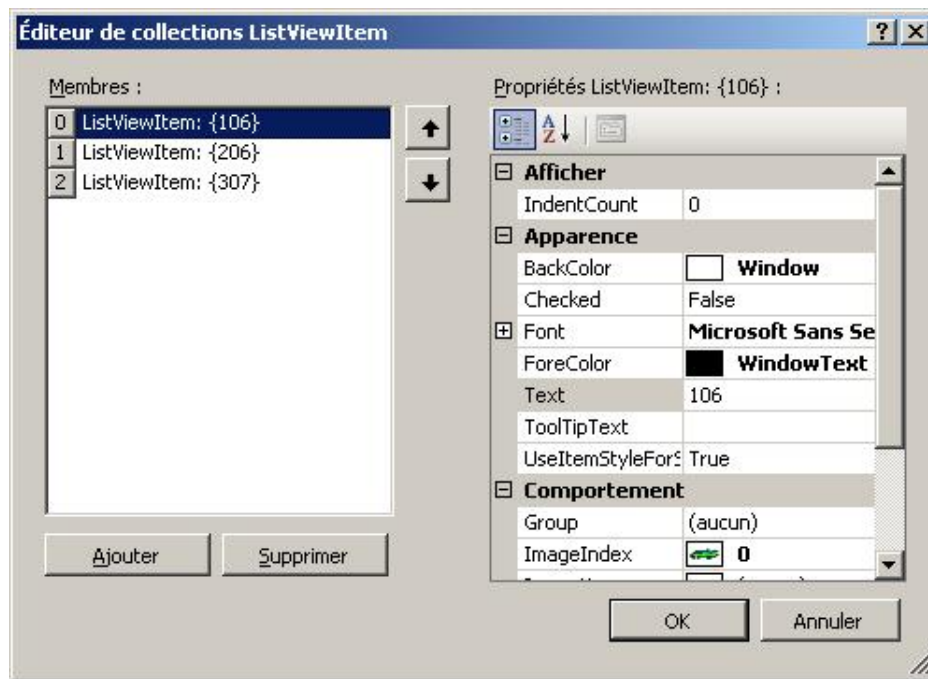 Éditeur de collections ListViewItem
Membres :
0 ListViewItem: {106}
1 ListViewItem: {206}
2 ListViewItem: {307}
Ajouter
Supprimer
Propriétés ListViewItem: {106} :
Afficher
IndentCount 0
Apparence
BackColor Window
Checked False
Font Microsoft Sans Se
ForeColor WindowText
Text 106
ToolTipText
UseItemStyleForS True
Comportement
Group (aucun)
ImageIndex 0
OK
Annuler